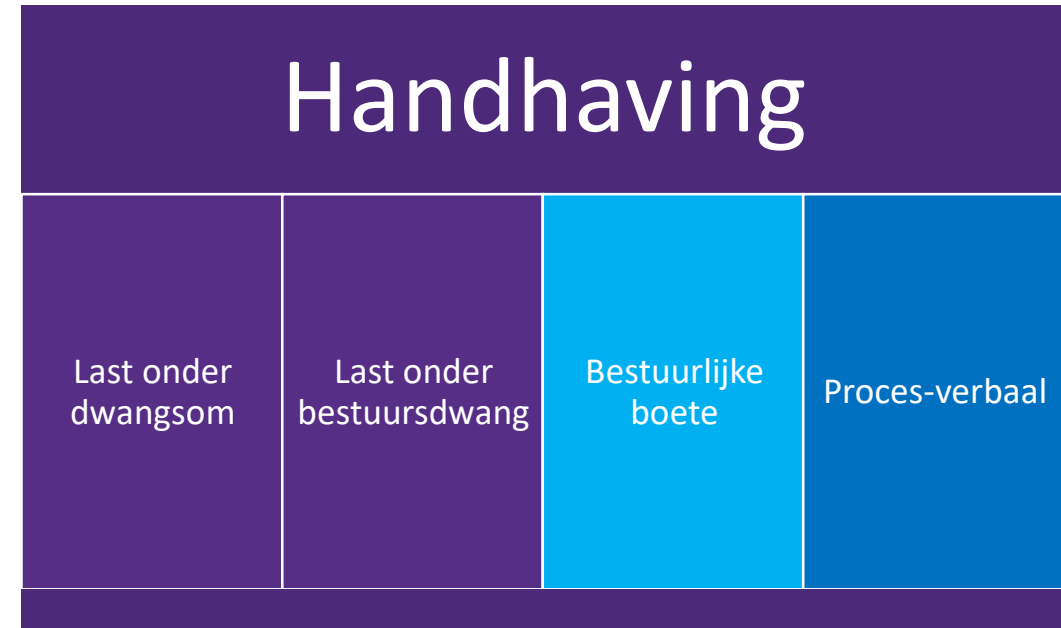 Handhaving
Last onder
dwangsom
Last onder
bestuursdwang
Bestuurlijke
boete
Proces-verbaal